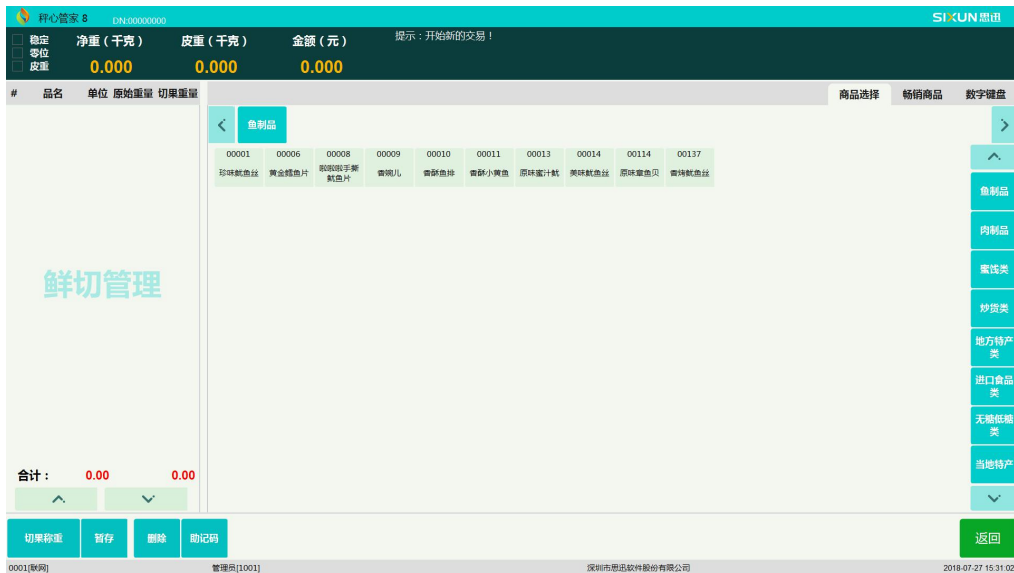 秤心管家 8 DN:00000000 SIXUN思迅
稳定 净重（千克） 皮重（千克） 金额（元） 提示：开始新的交易！
零位
皮重 0.000 0.000 0.000
# 品名 单位 原始重量 切果重量 商品选择 畅销商品 数字键盘
鱼制品
00001 00006 00008 00009 00010 00011 00013 00014 00114 00137
珍味鱿鱼丝 黄金鳕鱼片 啦啦啦手撕鱿鱼片 香碗儿 香酥鱼排 香酥小黄鱼 原味蜜汁鱿 美味鱿鱼丝 原味章鱼贝 香烤鱿鱼丝
鱼制品
肉制品
鲜切管理
蜜饯类
炒货类
地方特产类
进口食品类
无糖低糖类
当地特产
合计： 0.00 0.00
切果称重 暂存 删除 助记码 返回
0001[联网] 管理员[1001] 深圳市思迅软件股份有限公司 2018-07-27 15:31:02